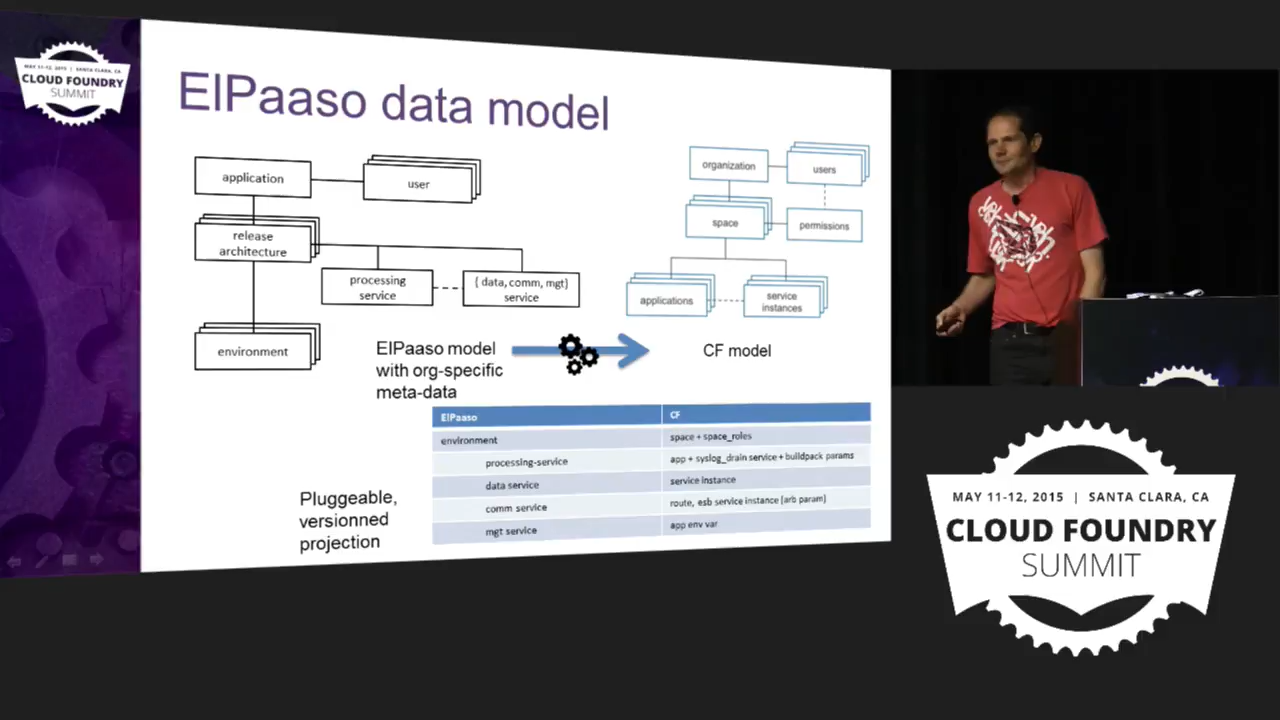 MAY 11-12, 2015 | SANTA CLARA, CA
CLOUD FOUNDRY
SUMMIT
ElPaaso data model
application
user
release
architecture
processing
service
{ data, comm, mgt}
service
environment
organization
users
space
permissions
applications
service
instances
ElPaaso model
with org-specific
meta-data
CF model
ElPaaso
CF
environment
space + space_roles
processing-service
app + syslog_drain service + buildpack params
data service
service instance
comm service
route, esb service instance (arb param)
mgt service
app env var
Pluggeable,
versionned
projection
MAY 11-12, 2015 | SANTA CLARA, CA
CLOUD FOUNDRY
SUMMIT